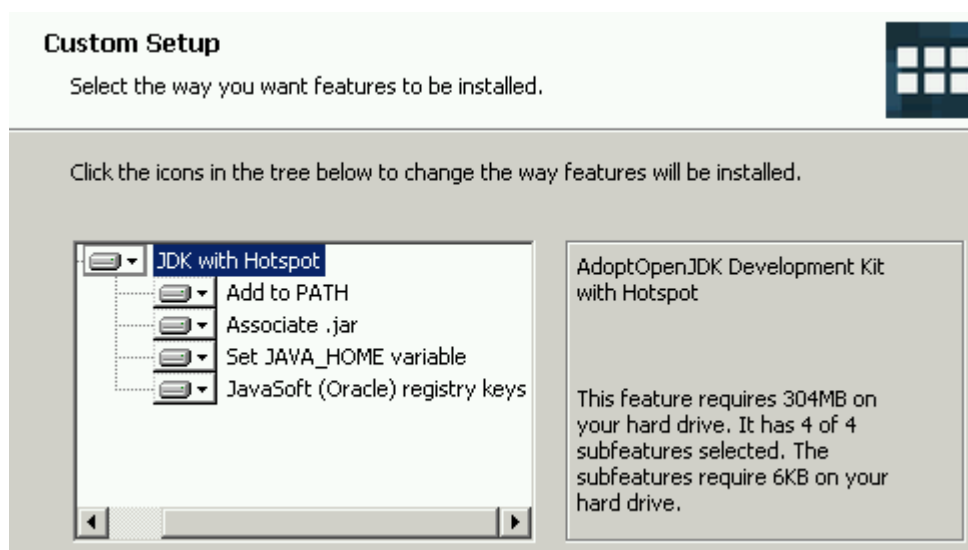 Custom Setup
Select the way you want features to be installed.
Click the icons in the tree below to change the way features will be installed.
JDK with Hotspot
Add to PATH
Associate .jar
Set JAVA_HOME variable
JavaSoft (Oracle) registry keys
AdoptOpenJDK Development Kit
with Hotspot
This feature requires 304MB on
your hard drive. It has 4 of 4
subfeatures selected. The
subfeatures require 6KB on your
hard drive.